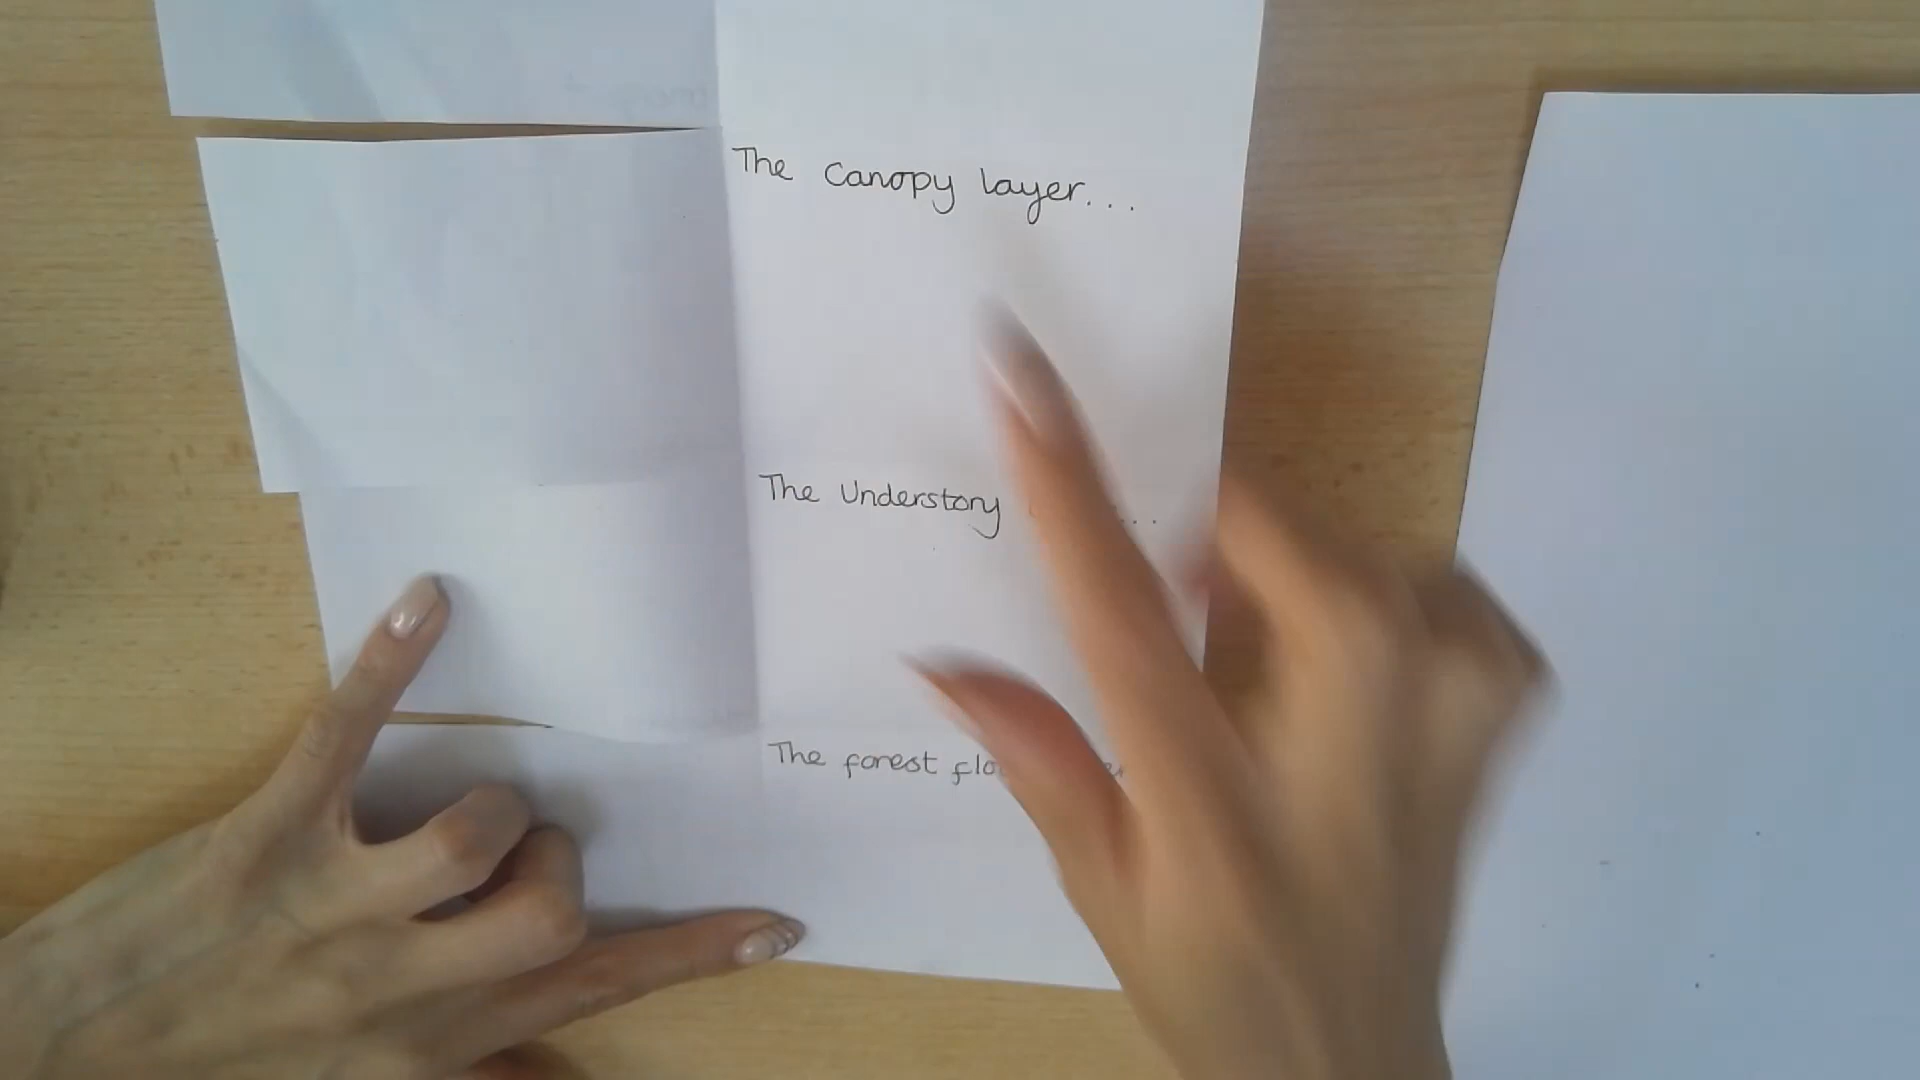 The Canopy layer...
The Understory ...
The forest